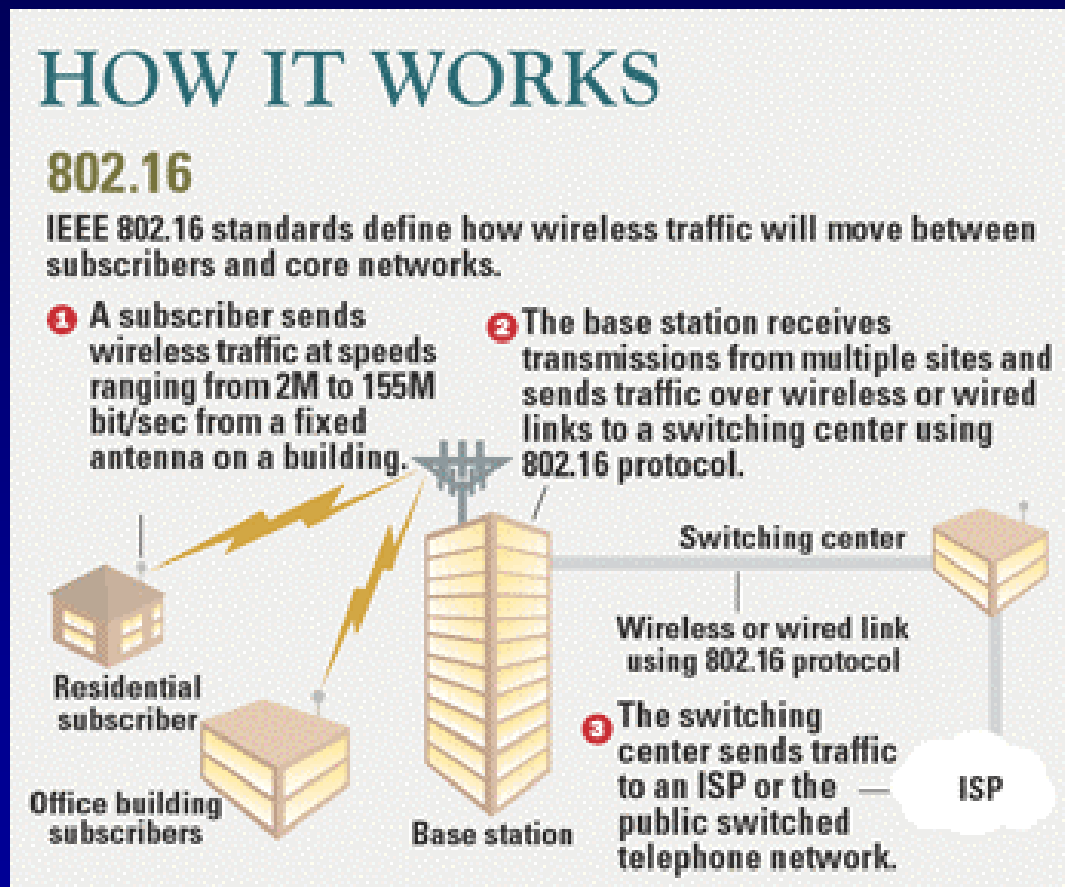 HOW IT WORKS
802.16
IEEE 802.16 standards define how wireless traffic will move between
subscribers and core networks.
1 A subscriber sends
wireless traffic at speeds
ranging from 2M to 155M
bit/sec from a fixed
antenna on a building.
2 The base station receives
transmissions from multiple sites and
sends traffic over wireless or wired
links to a switching center using
802.16 protocol.
Switching center
Wireless or wired link
using 802.16 protocol
Residential
subscriber
Office building
subscribers
Base station
3 The switching
center sends traffic
to an ISP or the
public switched
telephone network.
ISP